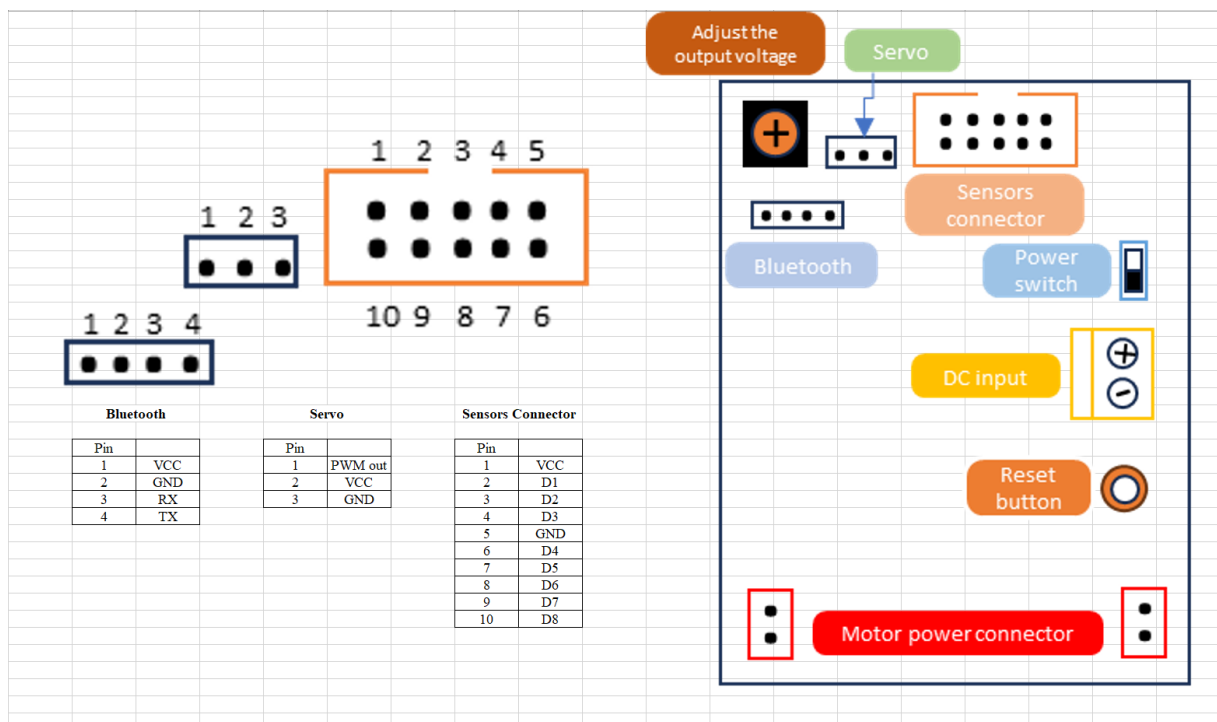 Adjust the
output voltage
Servo
1 2 3 4 5
1 2 3
10 9 8 7 6
1 2 3 4
Sensors
connector
Bluetooth
Power
switch
DC input
Reset
button
Motor power connector
Bluetooth
Pin
1 VCC
2 GND
3 RX
4 TX
Servo
Pin
1 PWM out
2 VCC
3 GND
Sensors Connector
Pin
1 VCC
2 D1
3 D2
4 D3
5 GND
6 D4
7 D5
8 D6
9 D7
10 D8